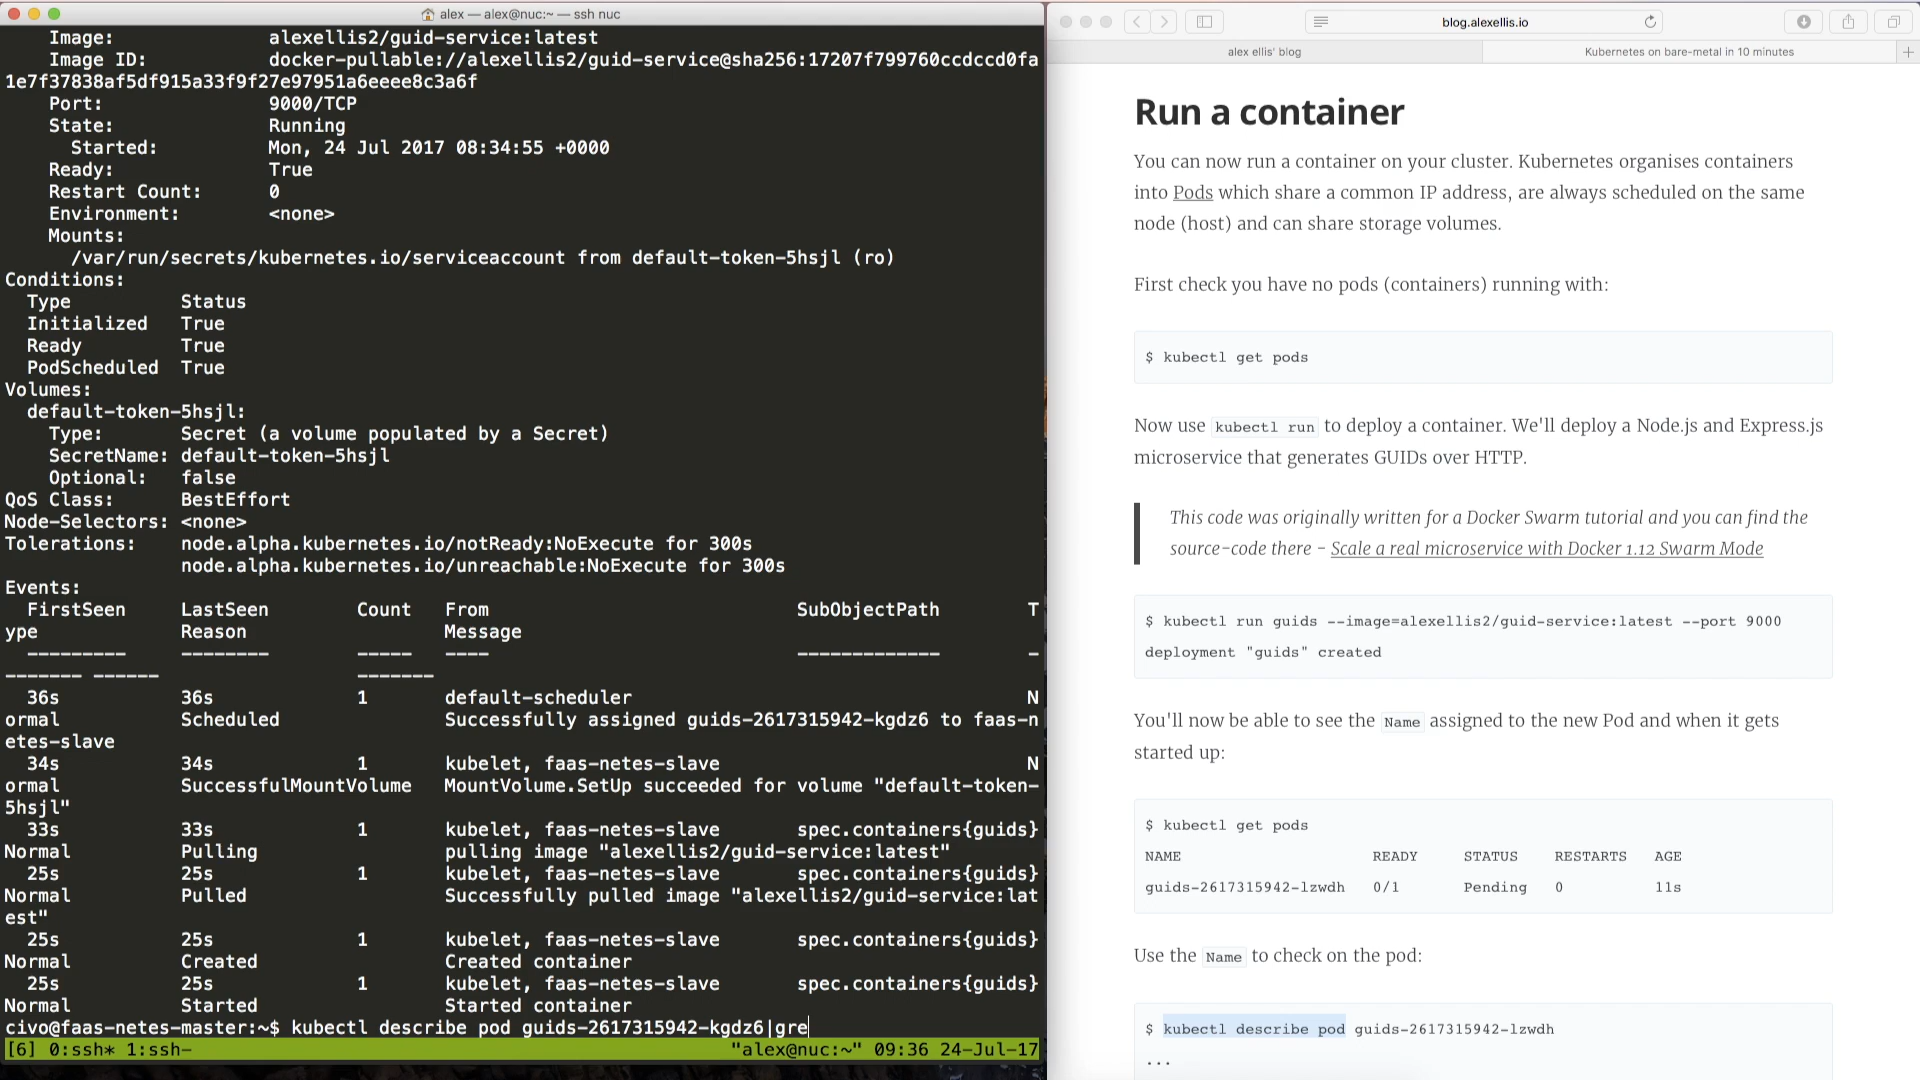 alex — alex@nuc:~ — ssh nuc
Image: alexellis2/guid-service:latest
Image ID: docker-pullable://alexellis2/guid-service@sha256:17207f799760ccdccd0fa
1e7f37838af5df915a33f9f27e97951a6eeee8c3a6f
Port: 9000/TCP
State: Running
Started: Mon, 24 Jul 2017 08:34:55 +0000
Ready: True
Restart Count: 0
Environment: <none>
Mounts:
/var/run/secrets/kubernetes.io/serviceaccount from default-token-5hsjl (ro)
Conditions:
Type Status
Initialized True
Ready True
PodScheduled True
Volumes:
default-token-5hsjl:
Type: Secret (a volume populated by a Secret)
SecretName: default-token-5hsjl
Optional: false
QoS Class: BestEffort
Node-Selectors: <none>
Tolerations: node.alpha.kubernetes.io/notReady:NoExecute for 300s
node.alpha.kubernetes.io/unreachable:NoExecute for 300s
Events:
FirstSeen LastSeen Count From SubObjectPath T
ype Reason Message
--------- -------- ----- ---- ------------- -
------- ------ -------
36s 36s 1 default-scheduler N
ormal Scheduled Successfully assigned guids-2617315942-kgdz6 to faas-n
etes-slave
34s 34s 1 kubelet, faas-netes-slave N
ormal SuccessfulMountVolume MountVolume.SetUp succeeded for volume "default-token-
5hsjl"
33s 33s 1 kubelet, faas-netes-slave spec.containers{guids}
Normal Pulling pulling image "alexellis2/guid-service:latest"
25s 25s 1 kubelet, faas-netes-slave spec.containers{guids}
Normal Pulled Successfully pulled image "alexellis2/guid-service:lat
est"
25s 25s 1 kubelet, faas-netes-slave spec.containers{guids}
Normal Created Created container
25s 25s 1 kubelet, faas-netes-slave spec.containers{guids}
Normal Started Started container
civo@faas-netes-master:~$ kubectl describe pod guids-2617315942-kgdz6|gre
[6] 0:ssh* 1:ssh- "alex@nuc:~" 09:36 24-Jul-17
blog.alexellis.io
alex ellis' blog
Kubernetes on bare-metal in 10 minutes
Run a container
You can now run a container on your cluster. Kubernetes organises containers
into Pods which share a common IP address, are always scheduled on the same
node (host) and can share storage volumes.
First check you have no pods (containers) running with:
$ kubectl get pods
Now use kubectl run to deploy a container. We'll deploy a Node.js and Express.js
microservice that generates GUIDs over HTTP.
This code was originally written for a Docker Swarm tutorial and you can find the
source-code there - Scale a real microservice with Docker 1.12 Swarm Mode
$ kubectl run guids --image=alexellis2/guid-service:latest --port 9000
deployment "guids" created
You'll now be able to see the Name assigned to the new Pod and when it gets
started up:
$ kubectl get pods
NAME READY STATUS RESTARTS AGE
guids-2617315942-lzwdh 0/1 Pending 0 11s
Use the Name to check on the pod:
$ kubectl describe pod guids-2617315942-lzwdh
...